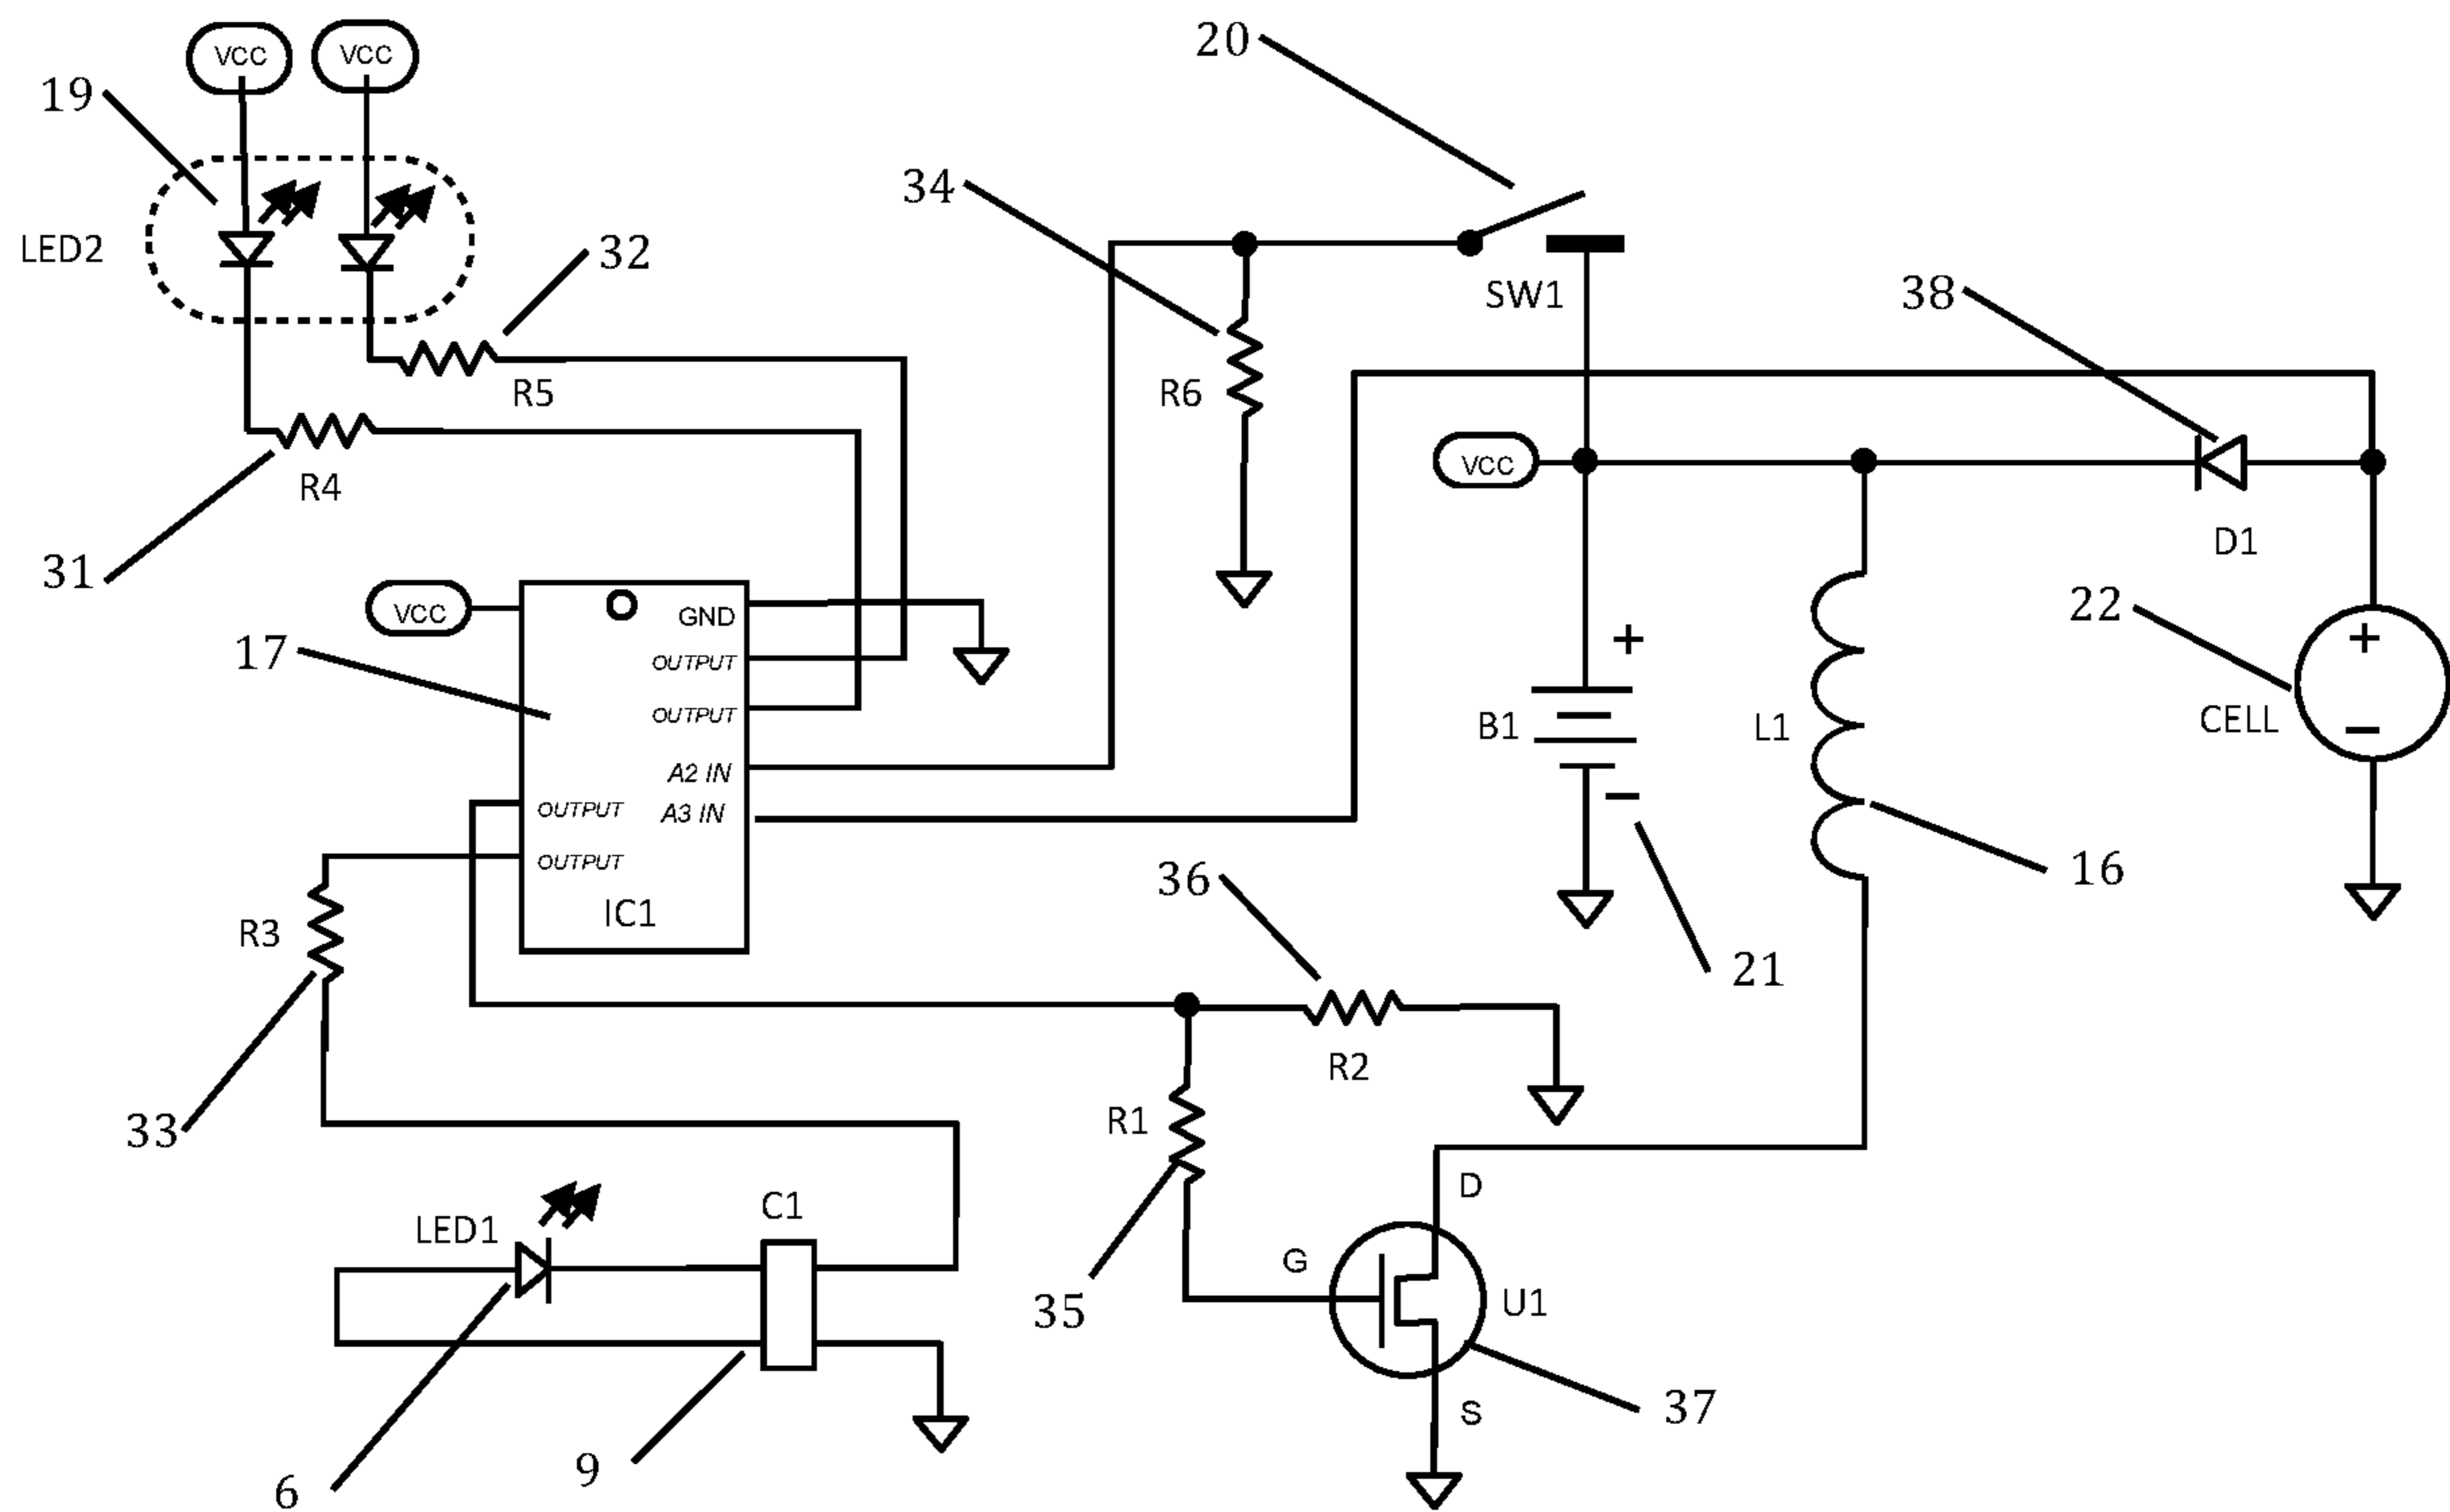 VCC
VCC
20
19
34
LED2
32
38
SW1
R5
R6
VCC
R4
D1
31
22
VCC
GND
17
OUTPUT
+
+
OUTPUT
B1
L1
CELL
−
A2 IN
−
OUTPUT
A3 IN
OUTPUT
36
16
IC1
R3
21
R2
33
R1
D
C1
LED1
G
35
U1
37
S
9
6